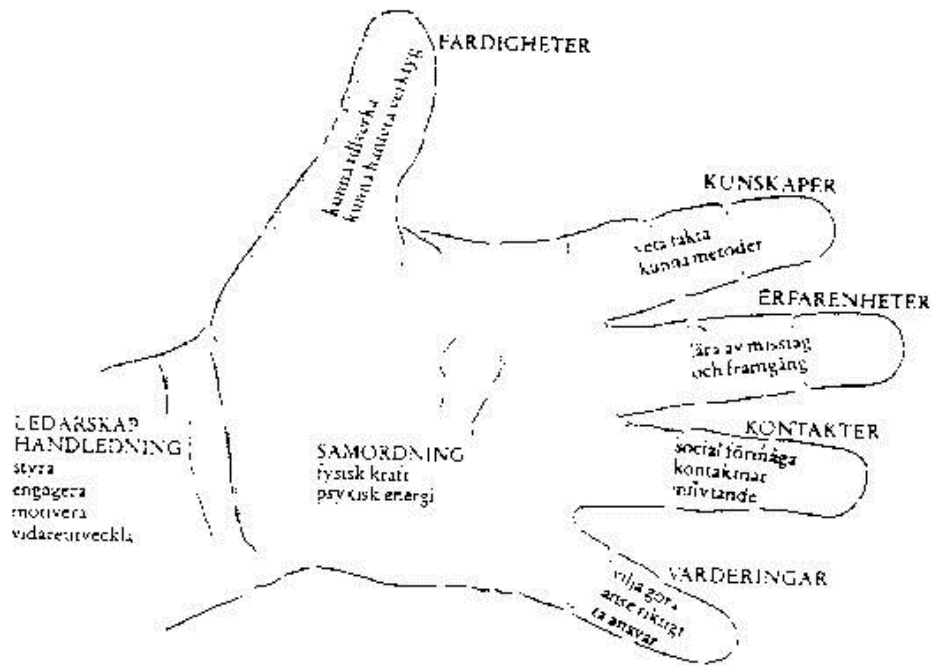 FÄRDIGHETER
kunna tillverka
kunna hantera verktyg
KUNSKAPER
veta fakta
kunna metoder
ERFARENHETER
lära av misstag
och framgång
KONTAKTER
social förmåga
kontaktnät
inflytande
VÄRDERINGAR
vilja göra
anse riktigt
ta ansvar
SAMORDNING
fysisk kraft
psykisk energi
LEDARSKAP
HANDLEDNING
styra
engagera
motivera
vidareutveckla